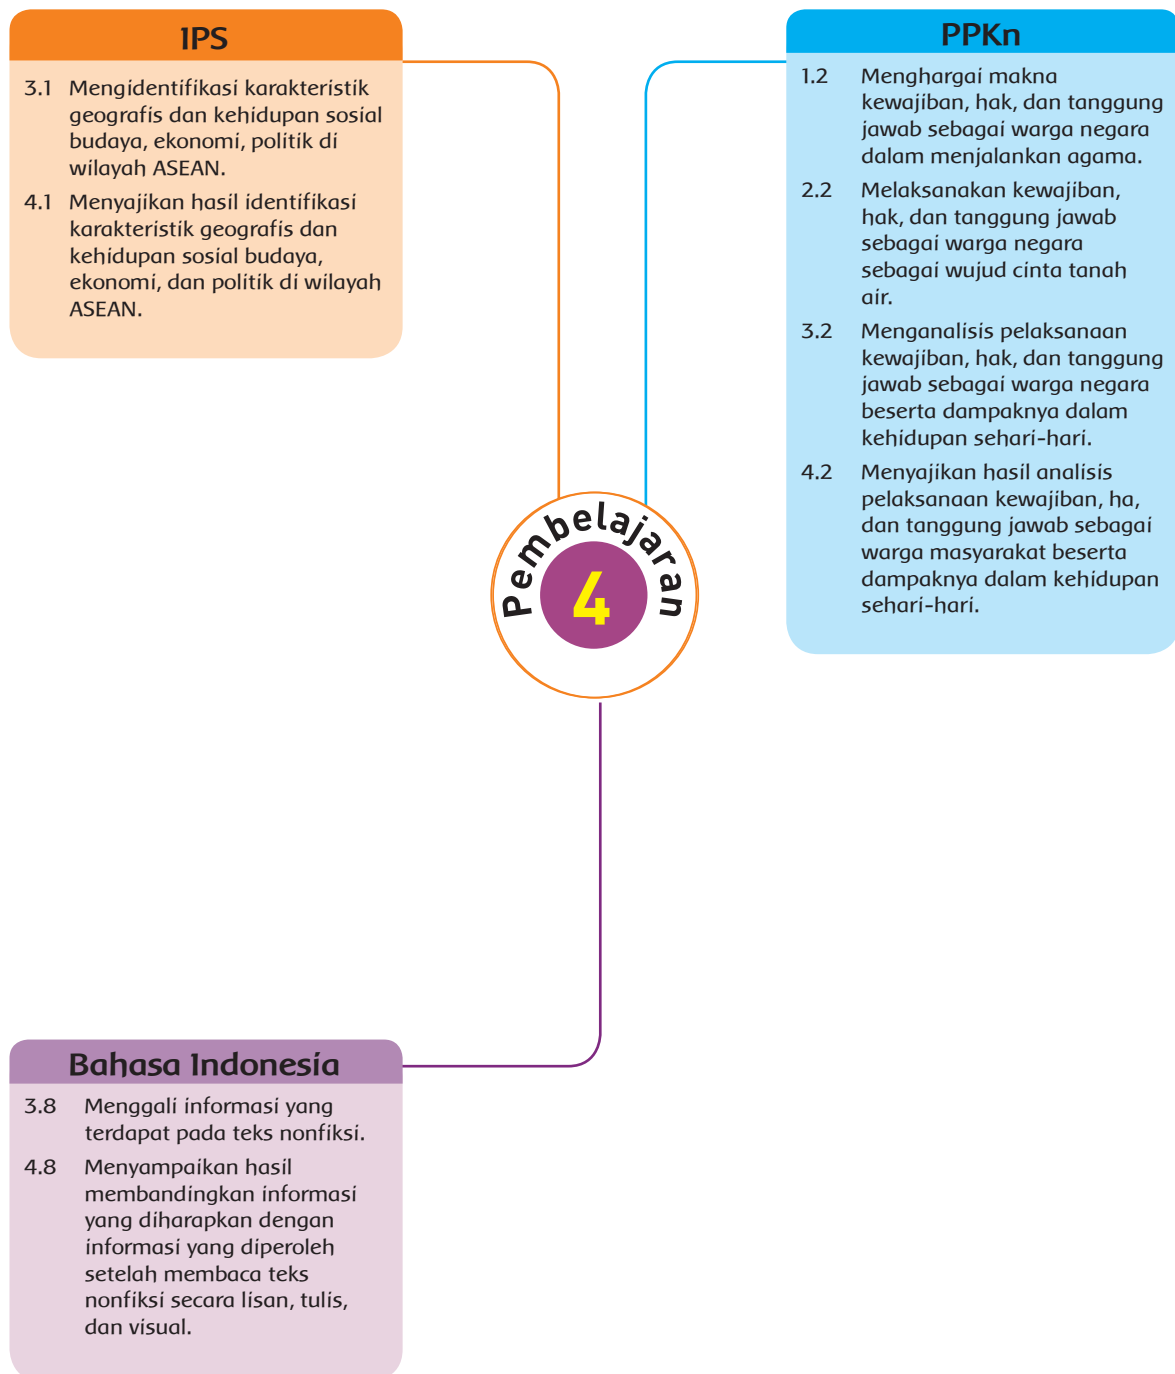 IPS
3.1 Mengidentifikasi karakteristik
geografis dan kehidupan sosial
budaya, ekonomi, politik di
wilayah ASEAN.
4.1 Menyajikan hasil identifikasi
karakteristik geografis dan
kehidupan sosial budaya,
ekonomi, dan politik di wilayah
ASEAN.
PPKn
1.2 Menghargai makna
kewajiban, hak, dan tanggung
jawab sebagai warga negara
dalam menjalankan agama.
2.2 Melaksanakan kewajiban,
hak, dan tanggung jawab
sebagai warga negara
sebagai wujud cinta tanah
air.
3.2 Menganalisis pelaksanaan
kewajiban, hak, dan tanggung
jawab sebagai warga negara
beserta dampaknya dalam
kehidupan sehari-hari.
4.2 Menyajikan hasil analisis
pelaksanaan kewajiban, ha,
dan tanggung jawab sebagai
warga masyarakat beserta
dampaknya dalam kehidupan
sehari-hari.
Pembelajaran
4
Bahasa Indonesia
3.8 Menggali informasi yang
terdapat pada teks nonfiksi.
4.8 Menyampaikan hasil
membandingkan informasi
yang diharapkan dengan
informasi yang diperoleh
setelah membaca teks
nonfiksi secara lisan, tulis,
dan visual.